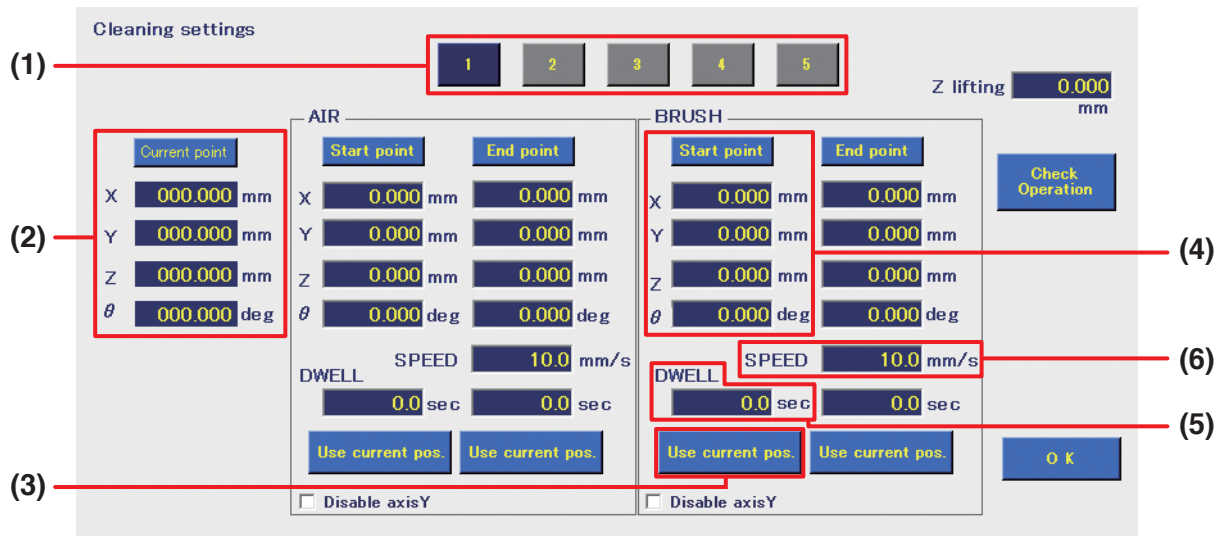 Cleaning settings
(1)
1 2 3 4 5
Z lifting 0.000
mm
AIR
BRUSH
Current point
Start point End point
Start point End point
Check
Operation
X 000.000 mm X 0.000 mm 0.000 mm X 0.000 mm 0.000 mm
(2)
Y 000.000 mm Y 0.000 mm 0.000 mm Y 0.000 mm 0.000 mm
(4)
Z 000.000 mm Z 0.000 mm 0.000 mm Z 0.000 mm 0.000 mm
θ 000.000 deg θ 0.000 deg 0.000 deg θ 0.000 deg 0.000 deg
SPEED 10.0 mm/s SPEED 10.0 mm/s
(6)
DWELL DWELL
0.0 sec 0.0 sec 0.0 sec 0.0 sec
(5)
Use current pos. Use current pos. Use current pos. Use current pos.
O K
(3)
Disable axisY Disable axisY